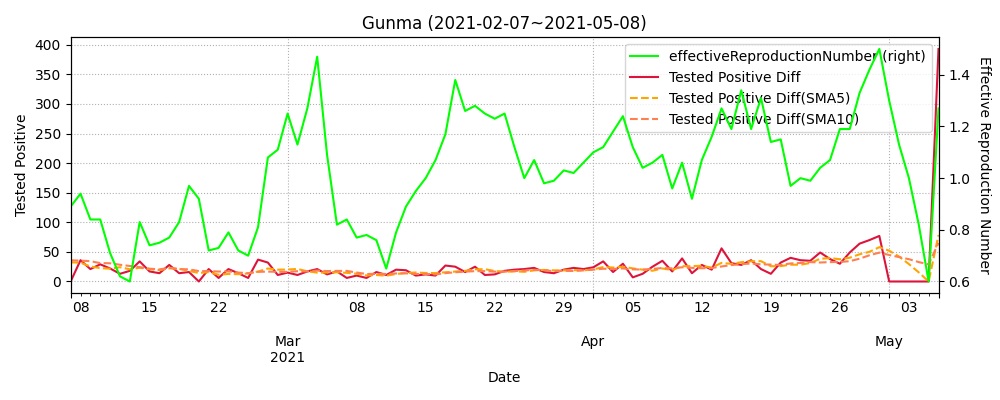 Gunma (2021-02-07~2021-05-08)
effectiveReproductionNumber (right)
Tested Positive Diff
Tested Positive Diff(SMA5)
Tested Positive Diff(SMA10)
Tested Positive
400
350
300
250
200
150
100
50
0
Effective Reproduction Number
1.4
1.2
1.0
0.8
0.6
08 15 22 08 15 22 29 05 12 19 26 03
Mar Apr May
2021
Date